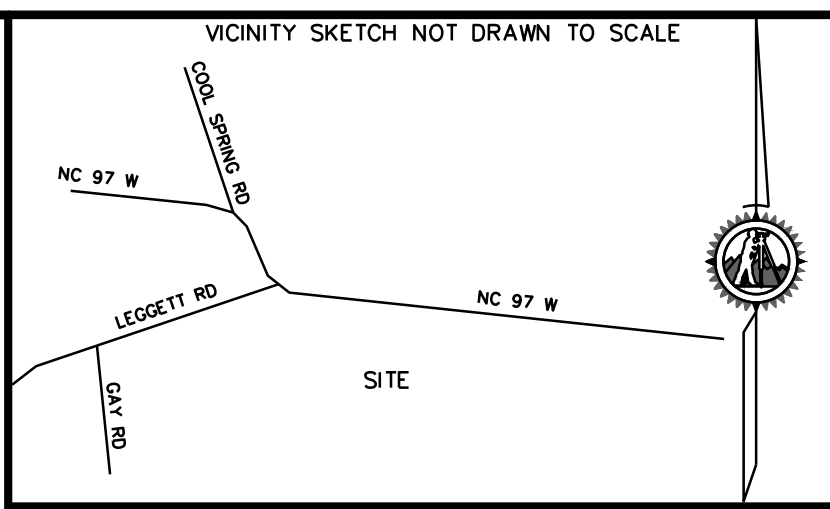 VICINITY SKETCH NOT DRAWN TO SCALE
COOL SPRING RD
NC 97 W
LEGGETT RD
NC 97 W
SITE
GAY RD